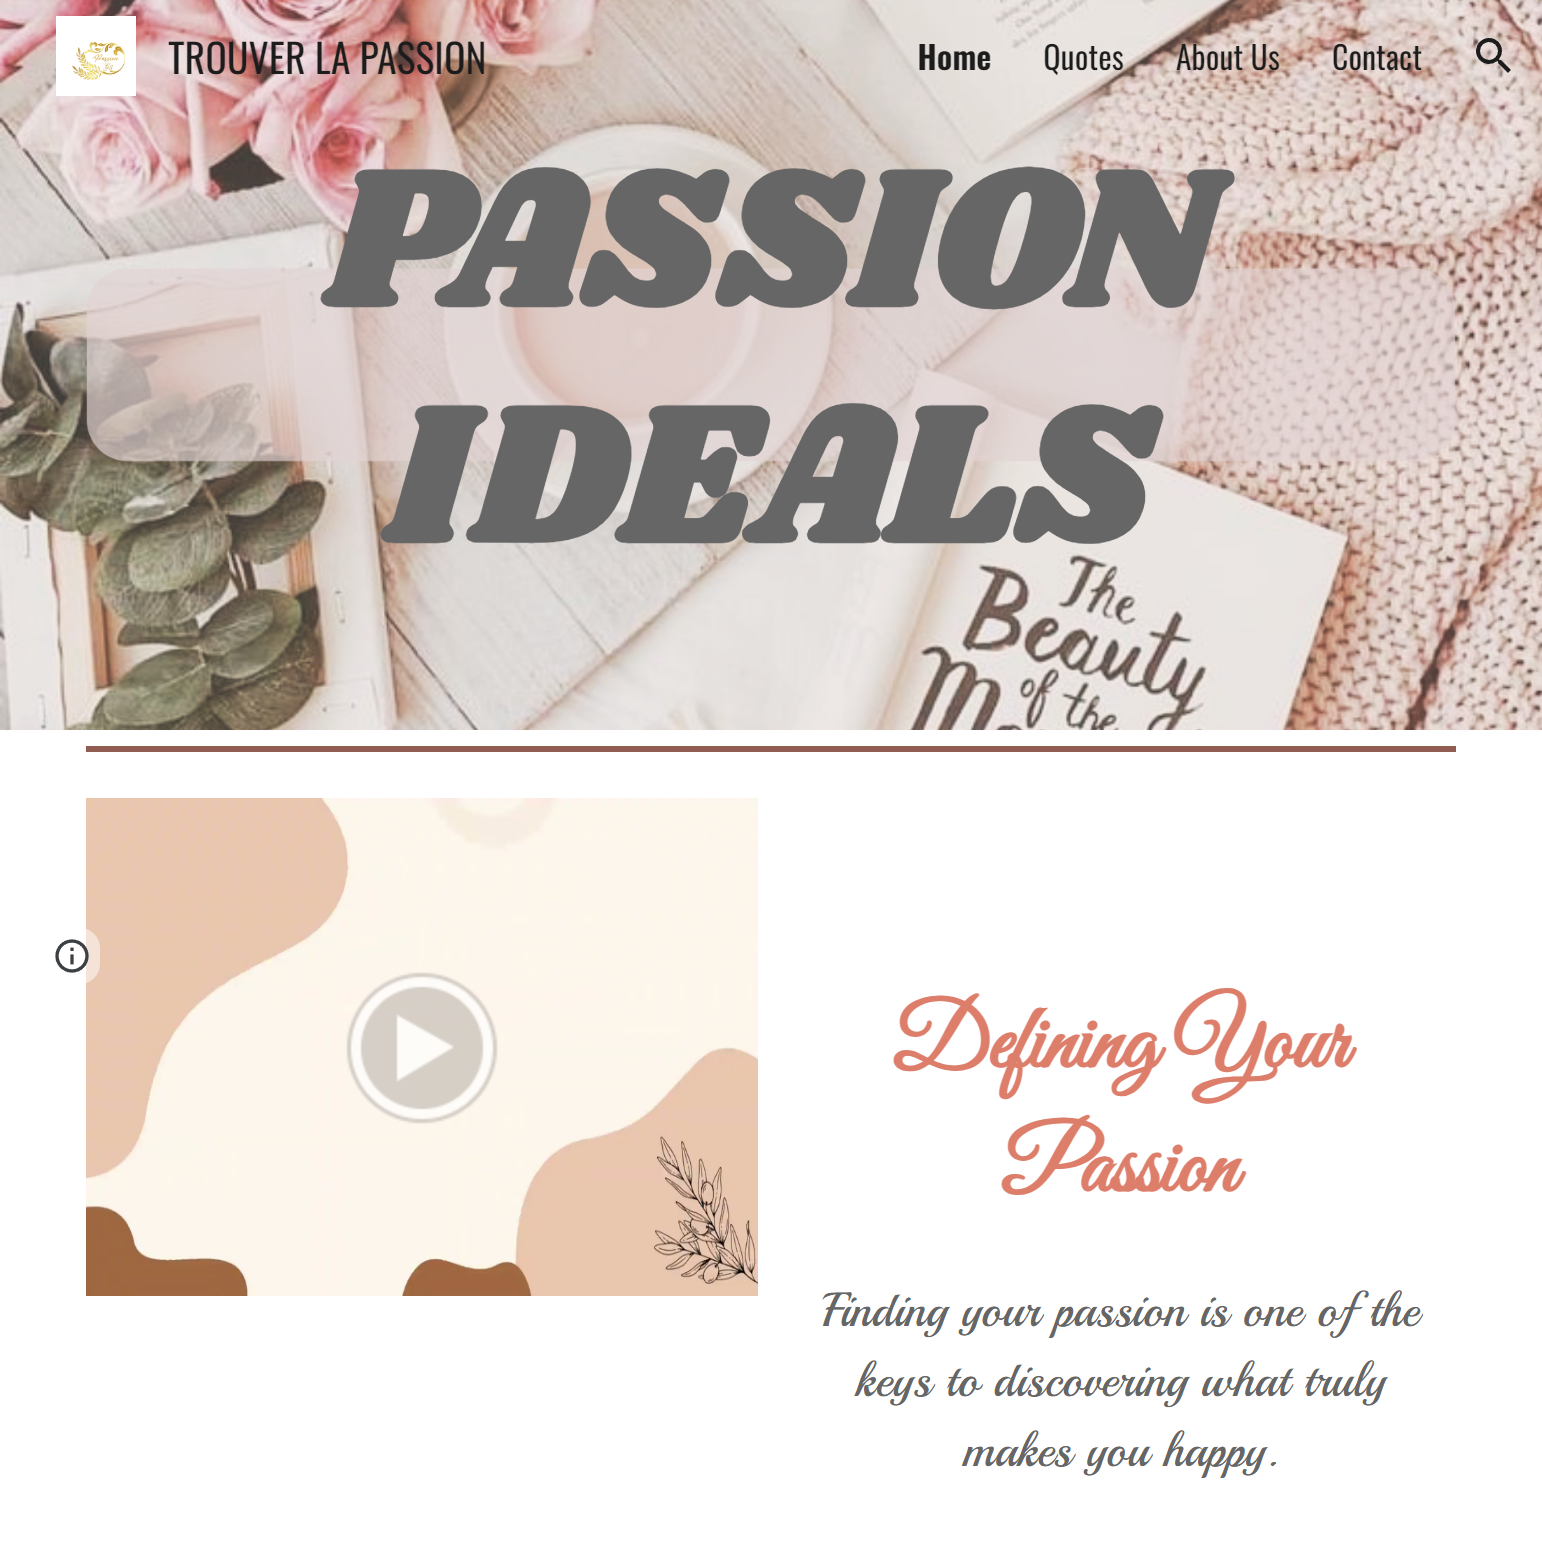 TROUVER LA PASSION
Home Quotes About Us Contact
PASSION
IDEALS
The
Beauty
of the
Defining Your
Passion
Finding your passion is one of the
keys to discovering what truly
makes you happy.